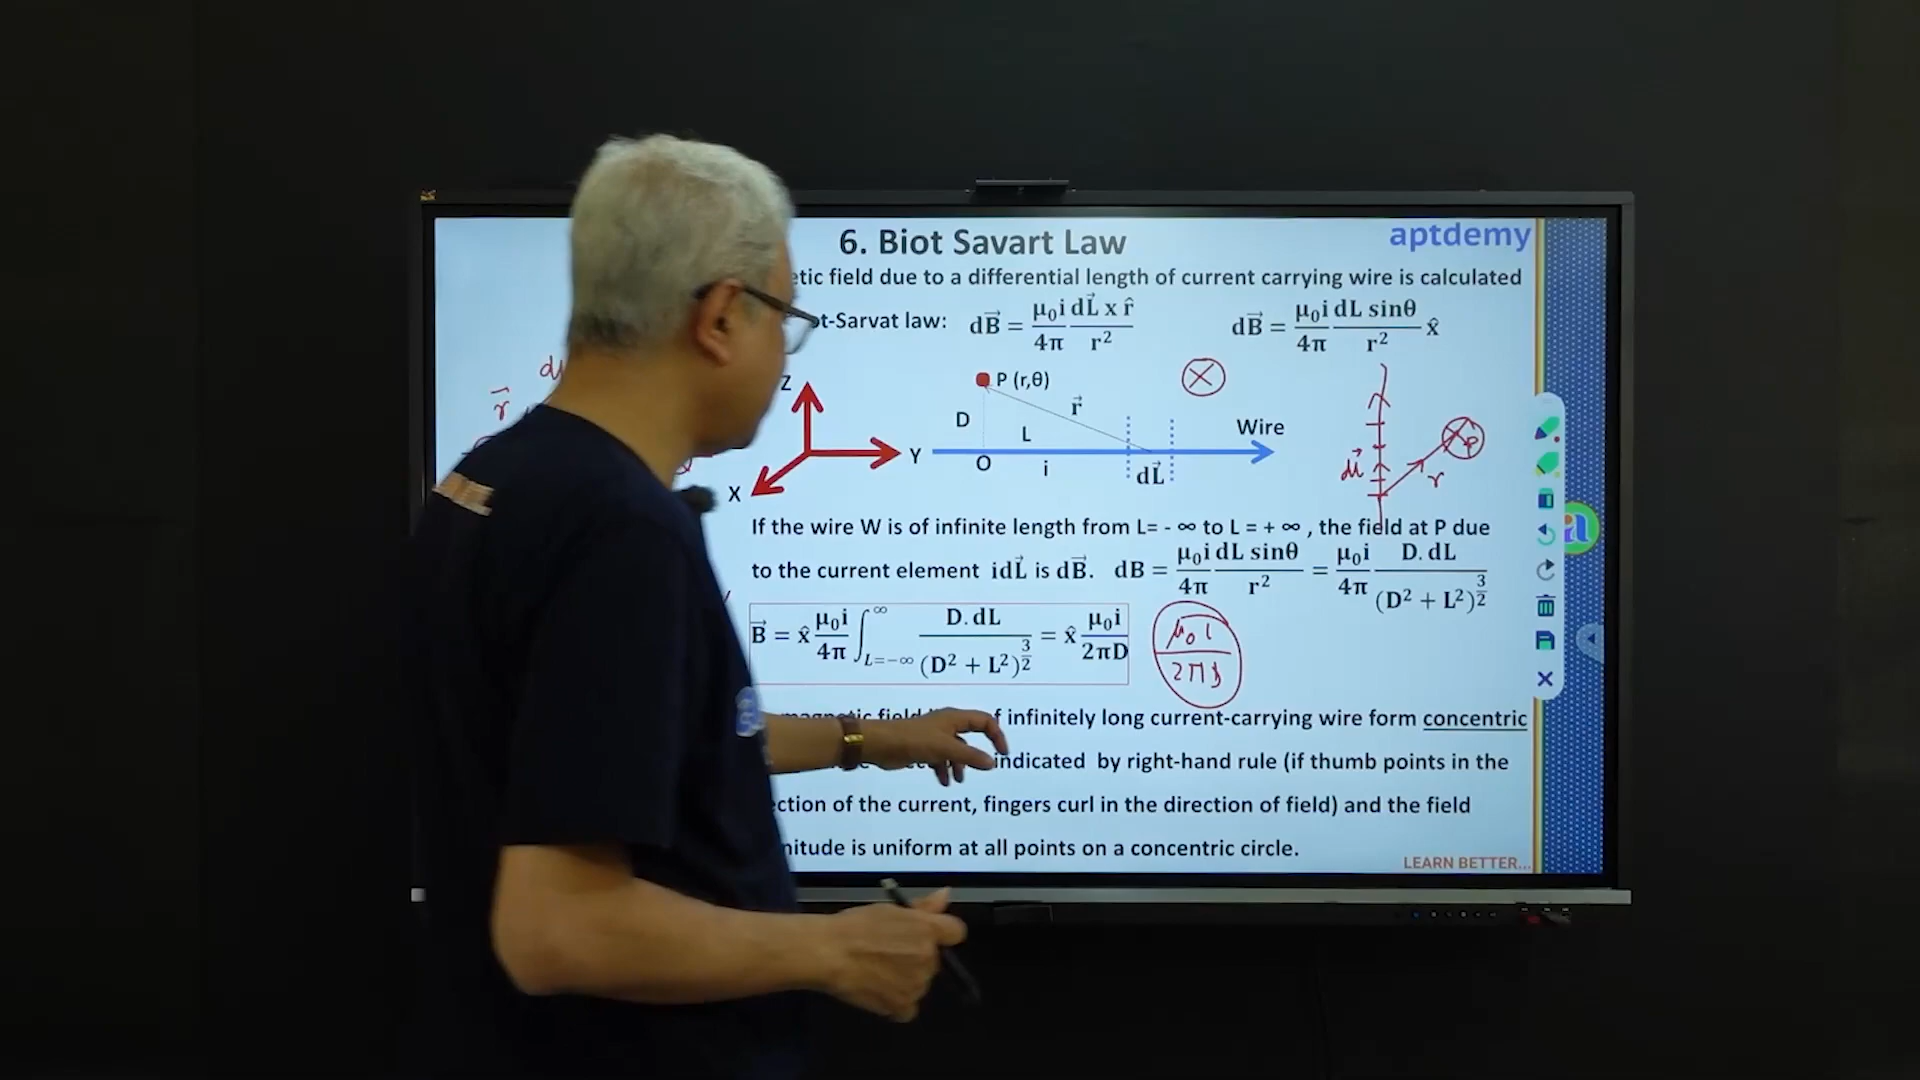 6. Biot Savart Law
aptdemy
etic field due to a differential length of current carrying wire is calculated
t-Sarvat law: dB⃗ = μ₀i/4π dL⃗ x r̂/r² dB⃗ = μ₀i/4π dL sinθ/r² x̂
r⃗
Z
Y
X
P (r,θ)
D
L
r⃗
Wire
O
i
dL⃗
P
r
If the wire W is of infinite length from L= - ∞ to L = + ∞ , the field at P due
to the current element idL⃗ is dB⃗. dB = μ₀i/4π dL sinθ/r² = μ₀i/4π D. dL/(D² + L²)^(3/2)
B⃗ = x̂ μ₀i/4π ∫_{L=−∞}^{∞} D. dL/(D² + L²)^(3/2) = x̂ μ₀i/2πD
magnetic field f infinitely long current-carrying wire form concentric
indicated by right-hand rule (if thumb points in the
ection of the current, fingers curl in the direction of field) and the field
nitude is uniform at all points on a concentric circle.
LEARN BETTER...